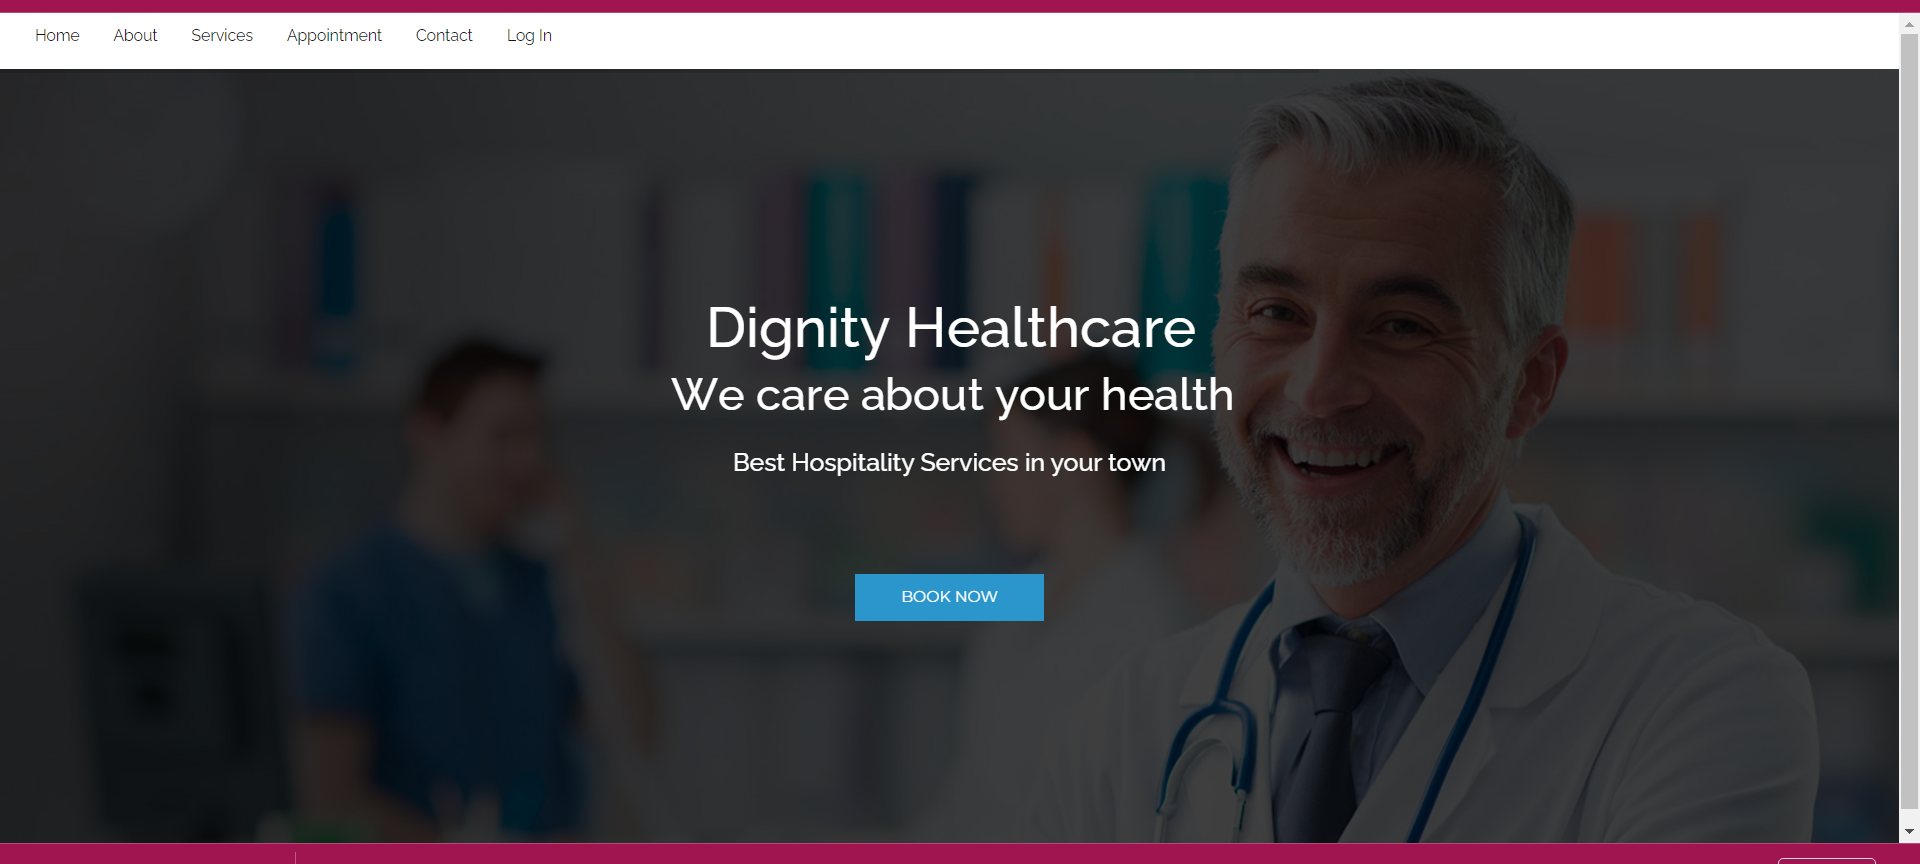 Home About Services Appointment Contact Log In
Dignity Healthcare
We care about your health
Best Hospitality Services in your town
BOOK NOW